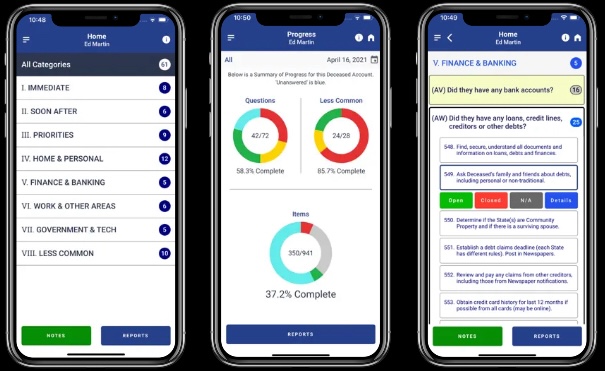 10:48
Home
Ed Martin
All Categories 61
I. IMMEDIATE 8
II. SOON AFTER 6
III. PRIORITIES 9
IV. HOME & PERSONAL 12
V. FINANCE & BANKING 5
VI. WORK & OTHER AREAS 6
VII. GOVERNMENT & TECH 5
VIII. LESS COMMON 10
NOTES REPORTS
10:50
Progress
Ed Martin
All April 16, 2021
Below is a Summary of Progress for this Deceased Account.
'Unanswered' is blue.
Questions Less Common
42/72 24/28
58.3% Complete 85.7% Complete
Items
350/941
37.2% Complete
REPORTS
10:49
Home
Ed Martin
V. FINANCE & BANKING 5
(AV) Did they have any bank accounts? 16
(AW) Did they have any loans, credit lines,
creditors or other debts? 25
548. Find, secure, understand all documents and
information on loans, debts and finances.
549. Ask Deceased's family and friends about debts,
including personal or non-traditional.
Open Closed N/A Details
550. Determine if the State(s) are Community
Property and if there is a surviving spouse.
551. Establish a debt claims deadline (each State
has different rules). Post in Newspapers.
552. Review and pay any claims from other creditors,
including those from Newspaper notifications.
553. Obtain credit card history for last 12 months if
possible from all cards (may be online).
NOTES REPORTS